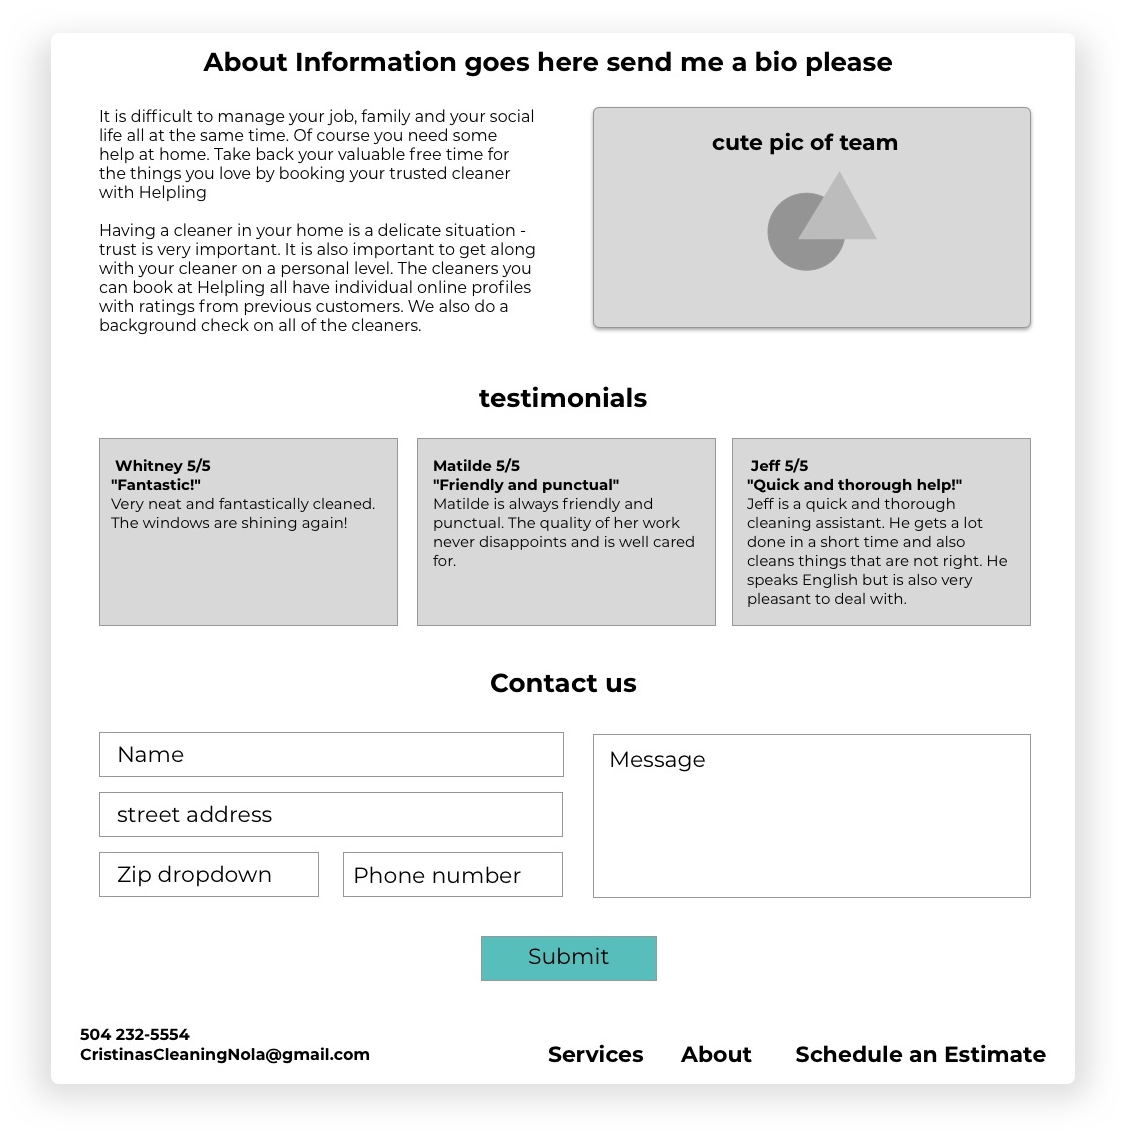 About Information goes here send me a bio please
It is difficult to manage your job, family and your social
life all at the same time. Of course you need some
help at home. Take back your valuable free time for
the things you love by booking your trusted cleaner
with Helpling
Having a cleaner in your home is a delicate situation -
trust is very important. It is also important to get along
with your cleaner on a personal level. The cleaners you
can book at Helpling all have individual online profiles
with ratings from previous customers. We also do a
background check on all of the cleaners.
cute pic of team
testimonials
Whitney 5/5
"Fantastic!"
Very neat and fantastically cleaned.
The windows are shining again!
Matilde 5/5
"Friendly and punctual"
Matilde is always friendly and
punctual. The quality of her work
never disappoints and is well cared
for.
Jeff 5/5
"Quick and thorough help!"
Jeff is a quick and thorough
cleaning assistant. He gets a lot
done in a short time and also
cleans things that are not right. He
speaks English but is also very
pleasant to deal with.
Contact us
Name
street address
Zip dropdown
Phone number
Message
Submit
504 232-5554
CristinasCleaningNola@gmail.com
Services About Schedule an Estimate